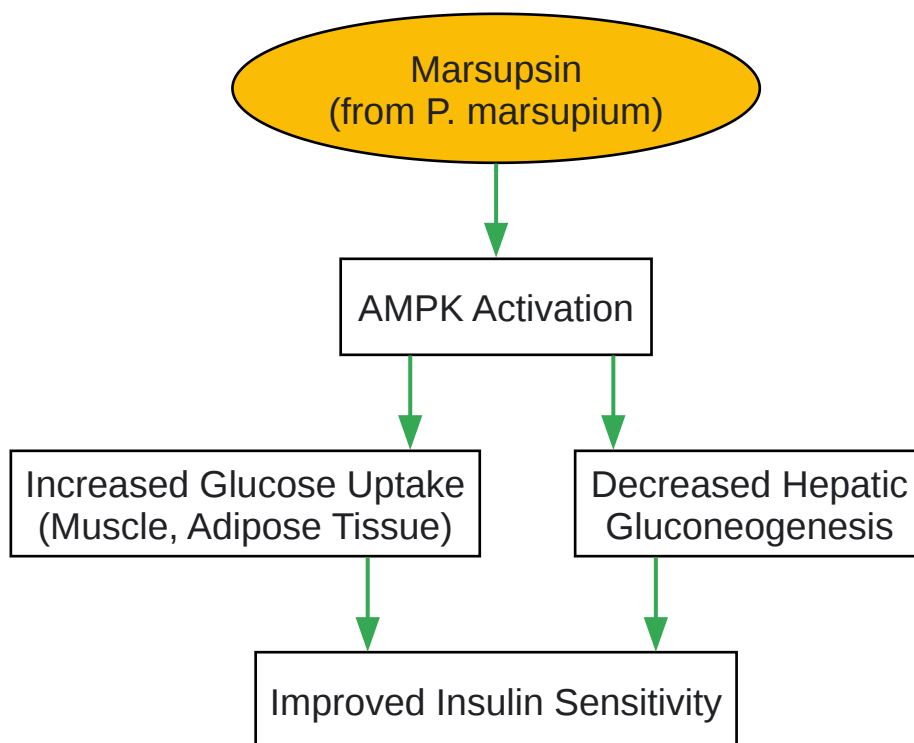 Marsupsin
(from P. marsupium)
AMPK Activation
Increased Glucose Uptake
(Muscle, Adipose Tissue)
Decreased Hepatic
Gluconeogenesis
Improved Insulin Sensitivity